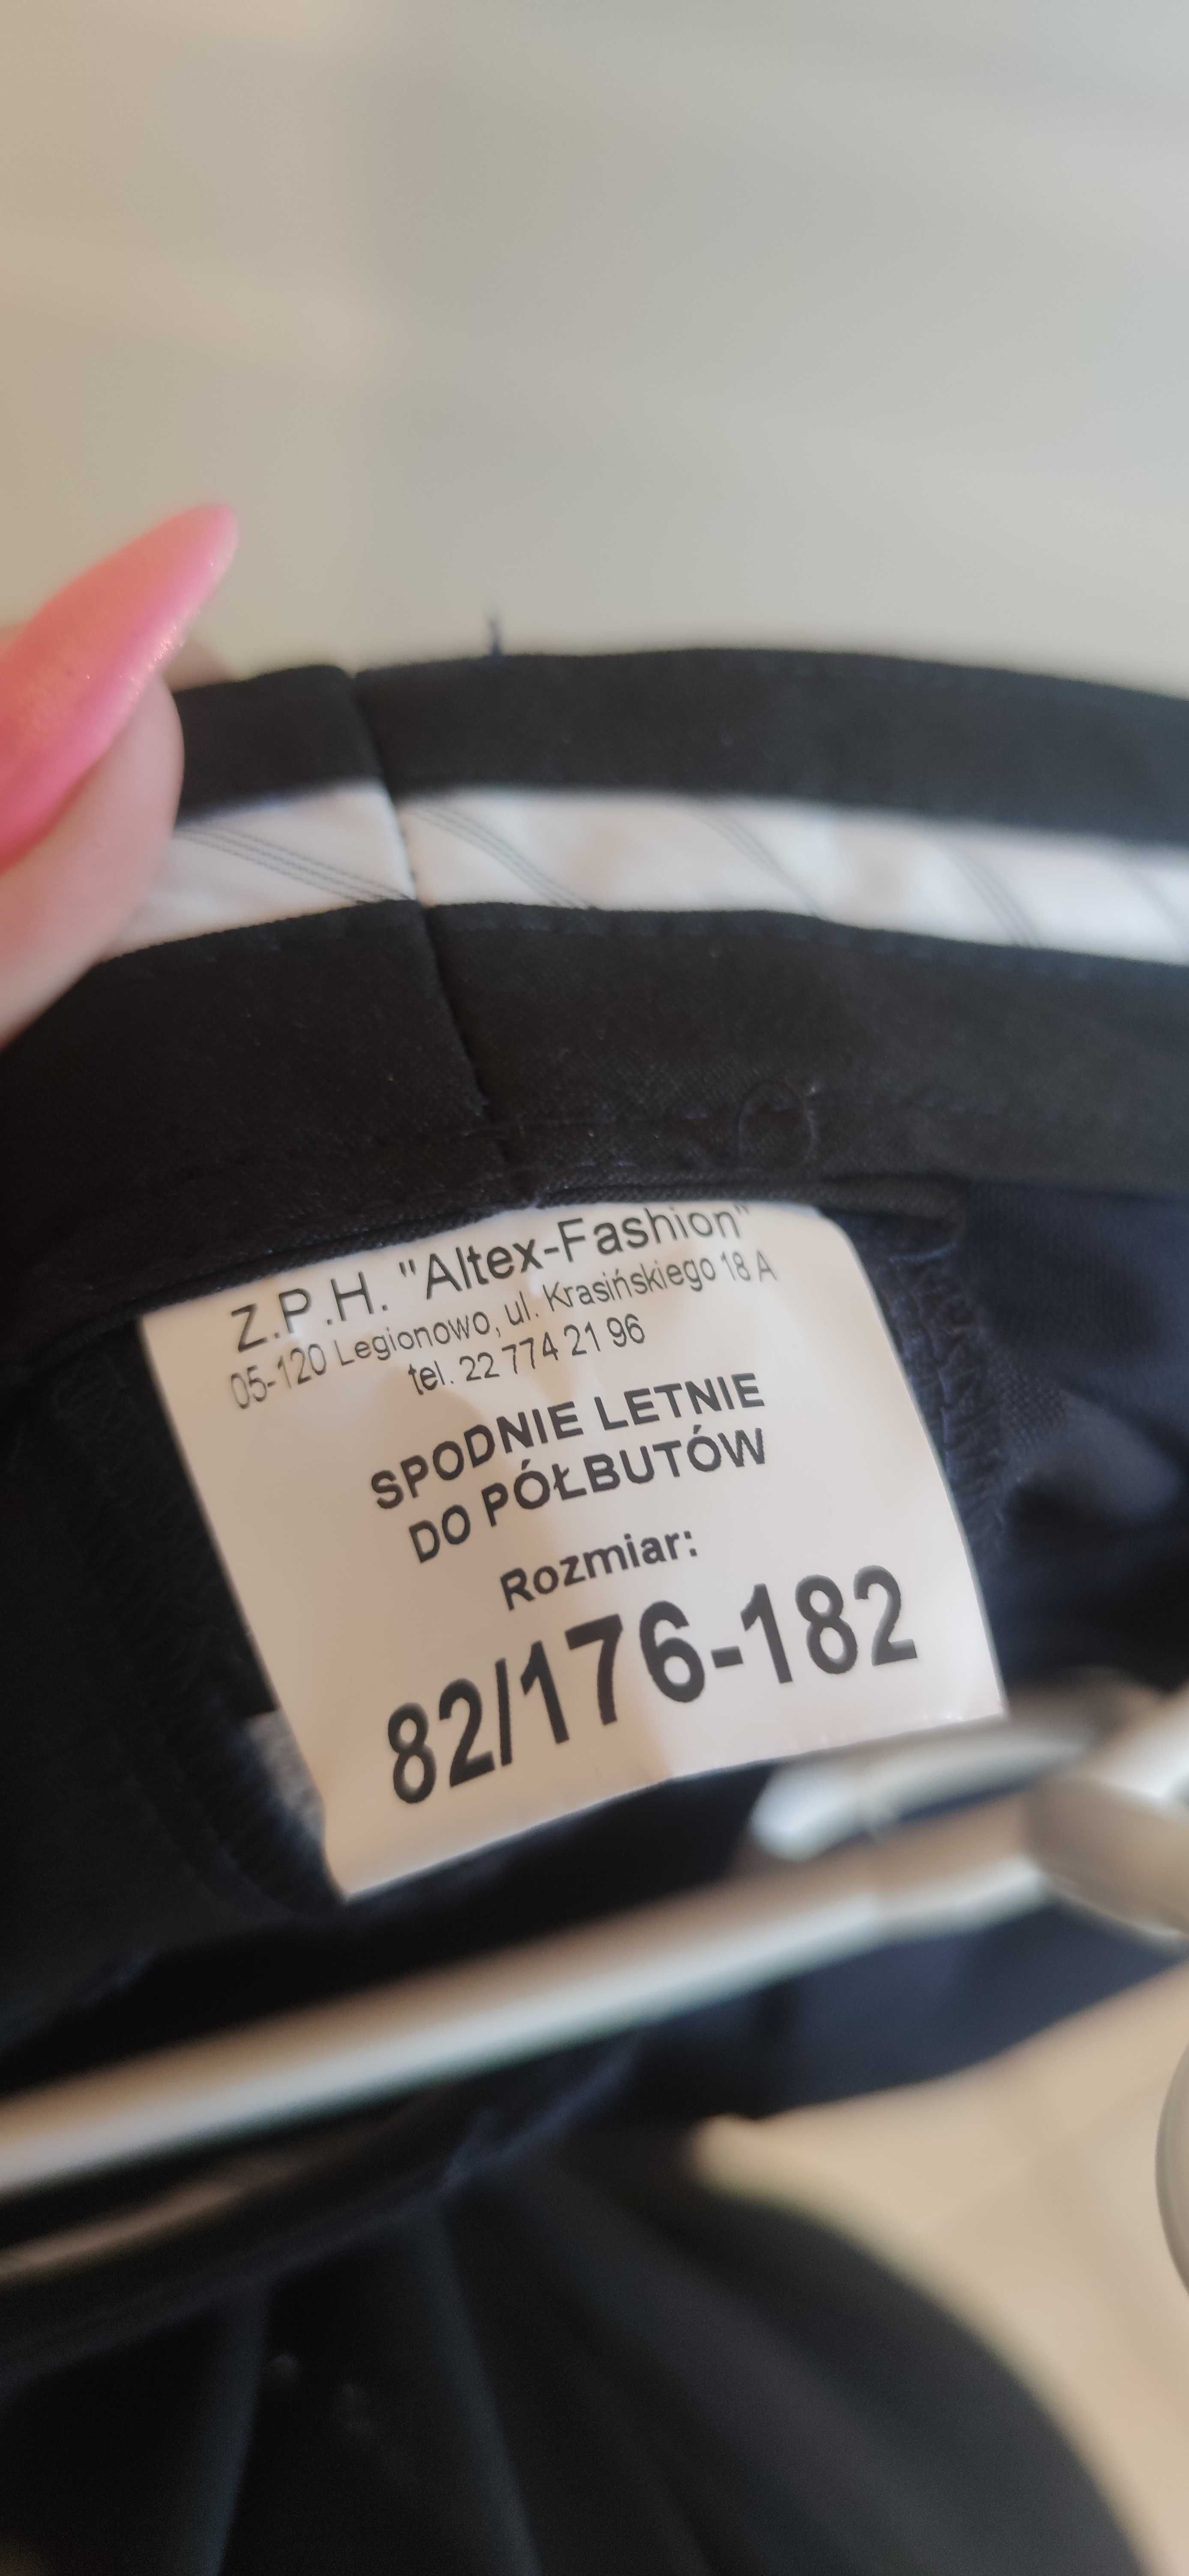 Z.P.H. "Altex-Fashion"
05-120 Legionowo, ul. Krasińskiego 18 A
tel. 22 774 21 96
SPODNIE LETNIE
DO PÓŁBUTÓW
Rozmiar:
82/176-182